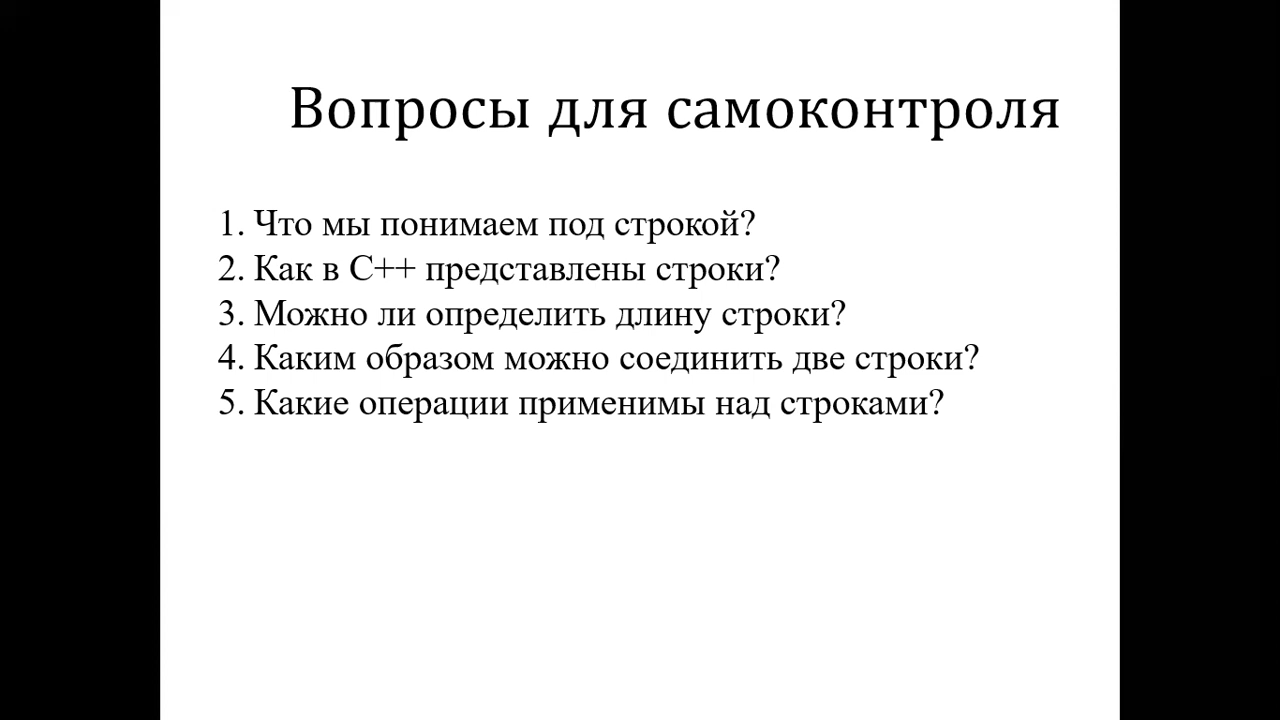 Вопросы для самоконтроля
1. Что мы понимаем под строкой?
2. Как в C++ представлены строки?
3. Можно ли определить длину строки?
4. Каким образом можно соединить две строки?
5. Какие операции применимы над строками?